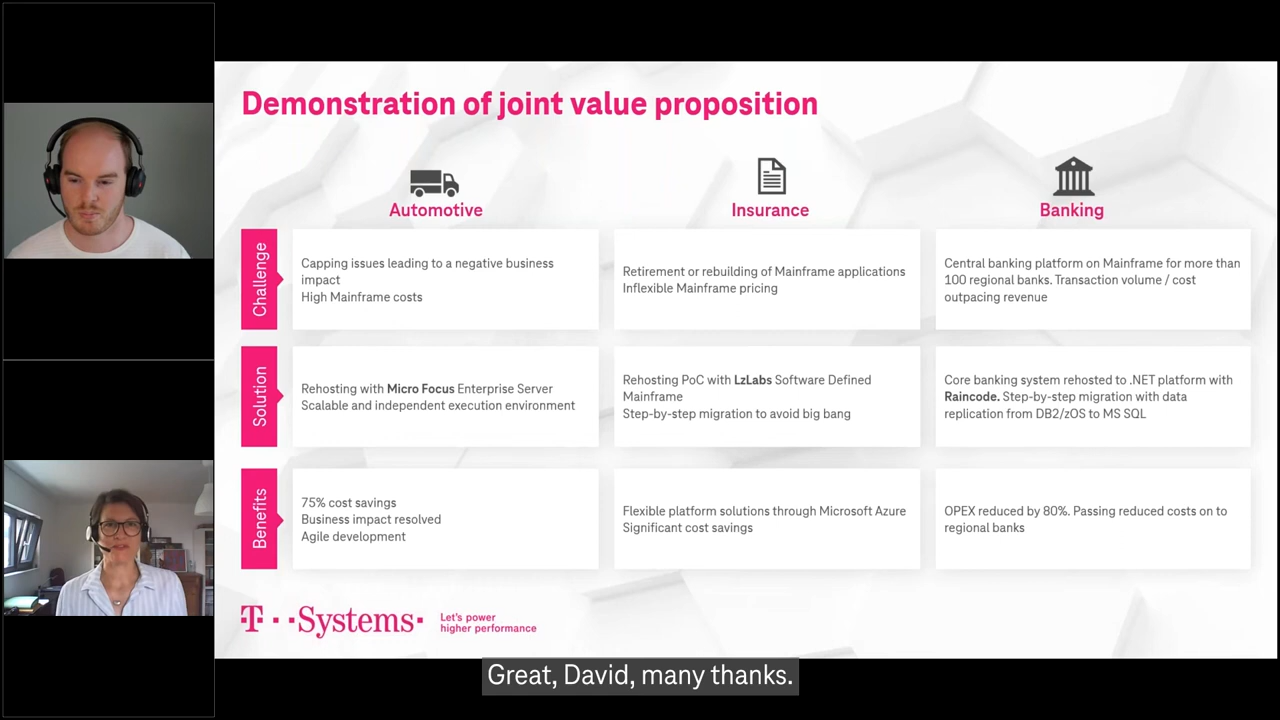 Demonstration of joint value proposition
Automotive
Insurance
Banking
Challenge
Capping issues leading to a negative business
impact
High Mainframe costs
Retirement or rebuilding of Mainframe applications
Inflexible Mainframe pricing
Central banking platform on Mainframe for more than
100 regional banks. Transaction volume / cost
outpacing revenue
Solution
Rehosting with Micro Focus Enterprise Server
Scalable and independent execution environment
Rehosting PoC with LzLabs Software Defined
Mainframe
Step-by-step migration to avoid big bang
Core banking system rehosted to .NET platform with
Raincode. Step-by-step migration with data
replication from DB2/zOS to MS SQL
Benefits
75% cost savings
Business impact resolved
Agile development
Flexible platform solutions through Microsoft Azure
Significant cost savings
OPEX reduced by 80%. Passing reduced costs on to
regional banks
T · · Systems ·
Let's power
higher performance
Great, David, many thanks.